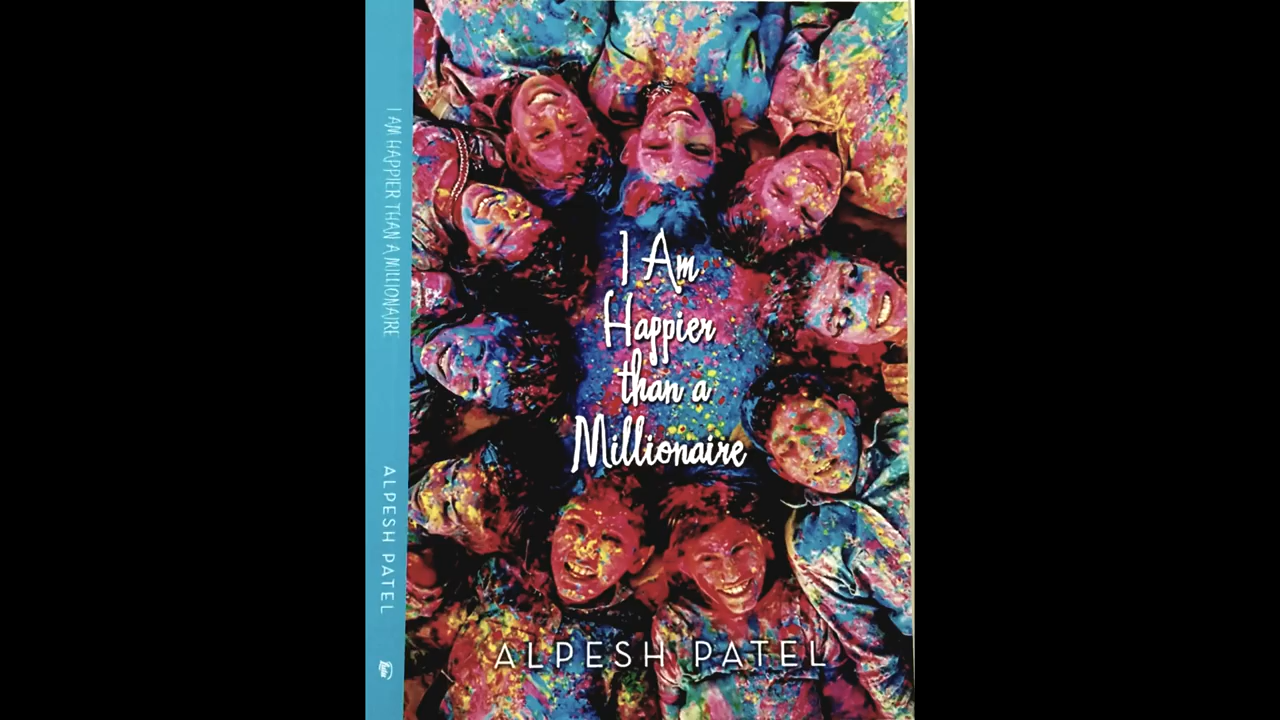 I AM HAPPIER THAN A MILLIONAIRE
ALPESH PATEL
I Am
Happier
than a
Millionaire
ALPESH PATEL